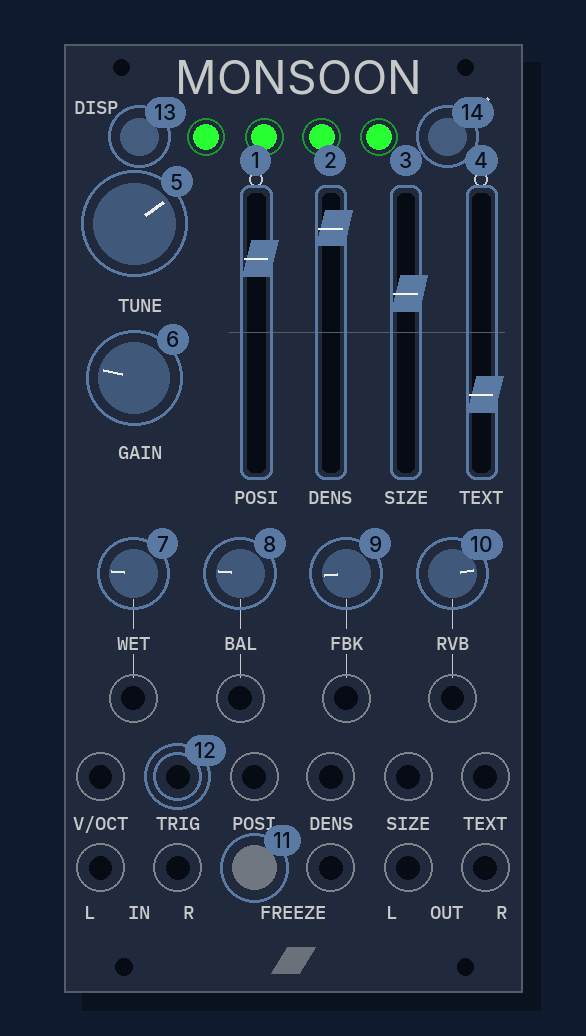 MONSOON
DISP 13 14
1 2 3 4
5
TUNE
6
GAIN
POSI DENS SIZE TEXT
7 8 9 10
WET BAL FBK RVB
12
V/OCT TRIG POSI DENS SIZE TEXT
11
L IN R FREEZE L OUT R